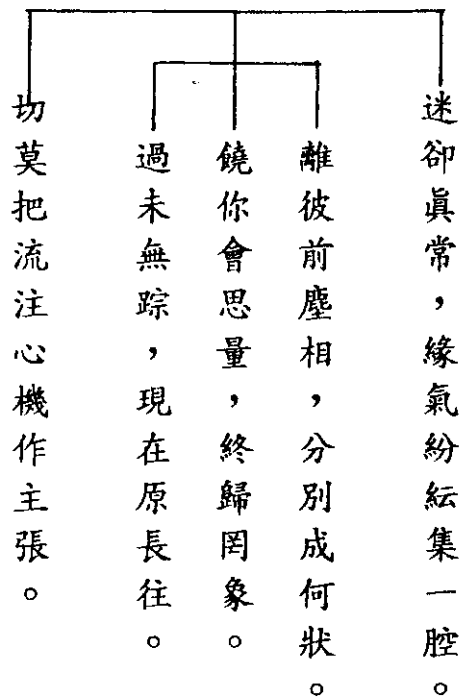 迷卻眞常，緣氣紛紜集一腔。
離彼前塵相，分別成何狀。
饒你會思量，終歸罔象。
過未無踪，現在原長往。
切莫把流注心機作主張。